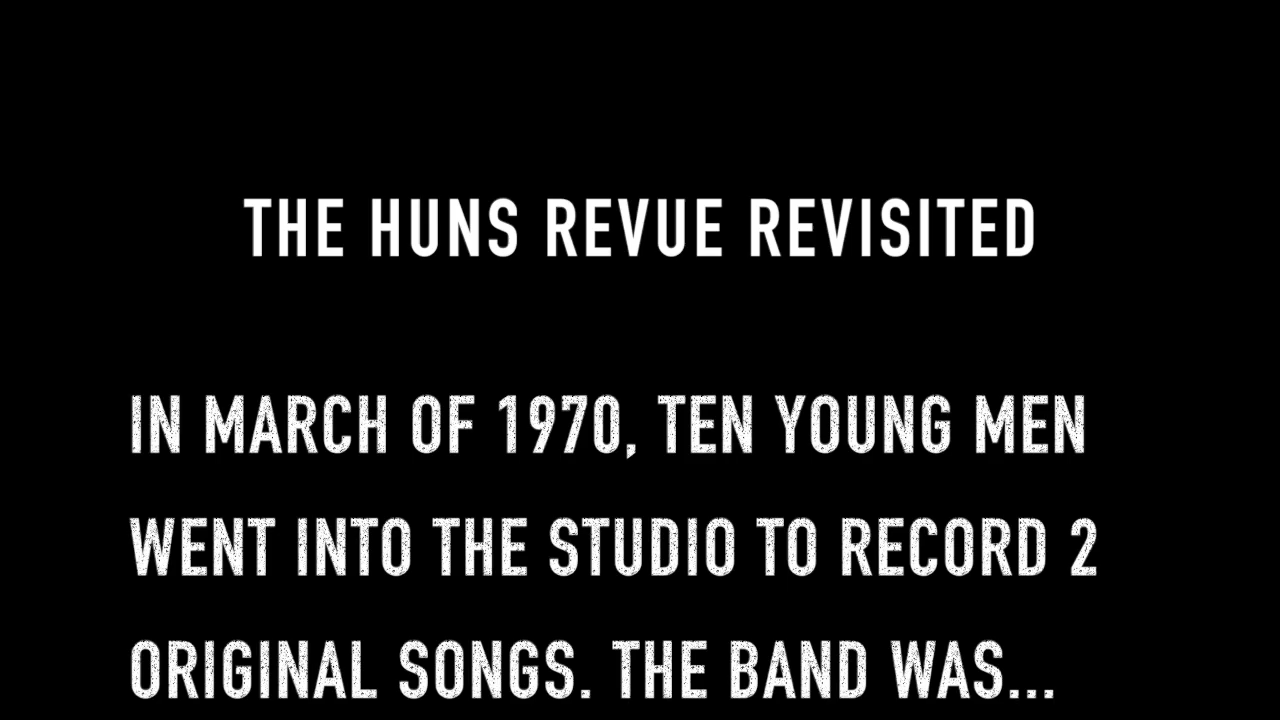 THE HUNS REVUE REVISITED
IN MARCH OF 1970, TEN YOUNG MEN
WENT INTO THE STUDIO TO RECORD 2
ORIGINAL SONGS. THE BAND WAS...